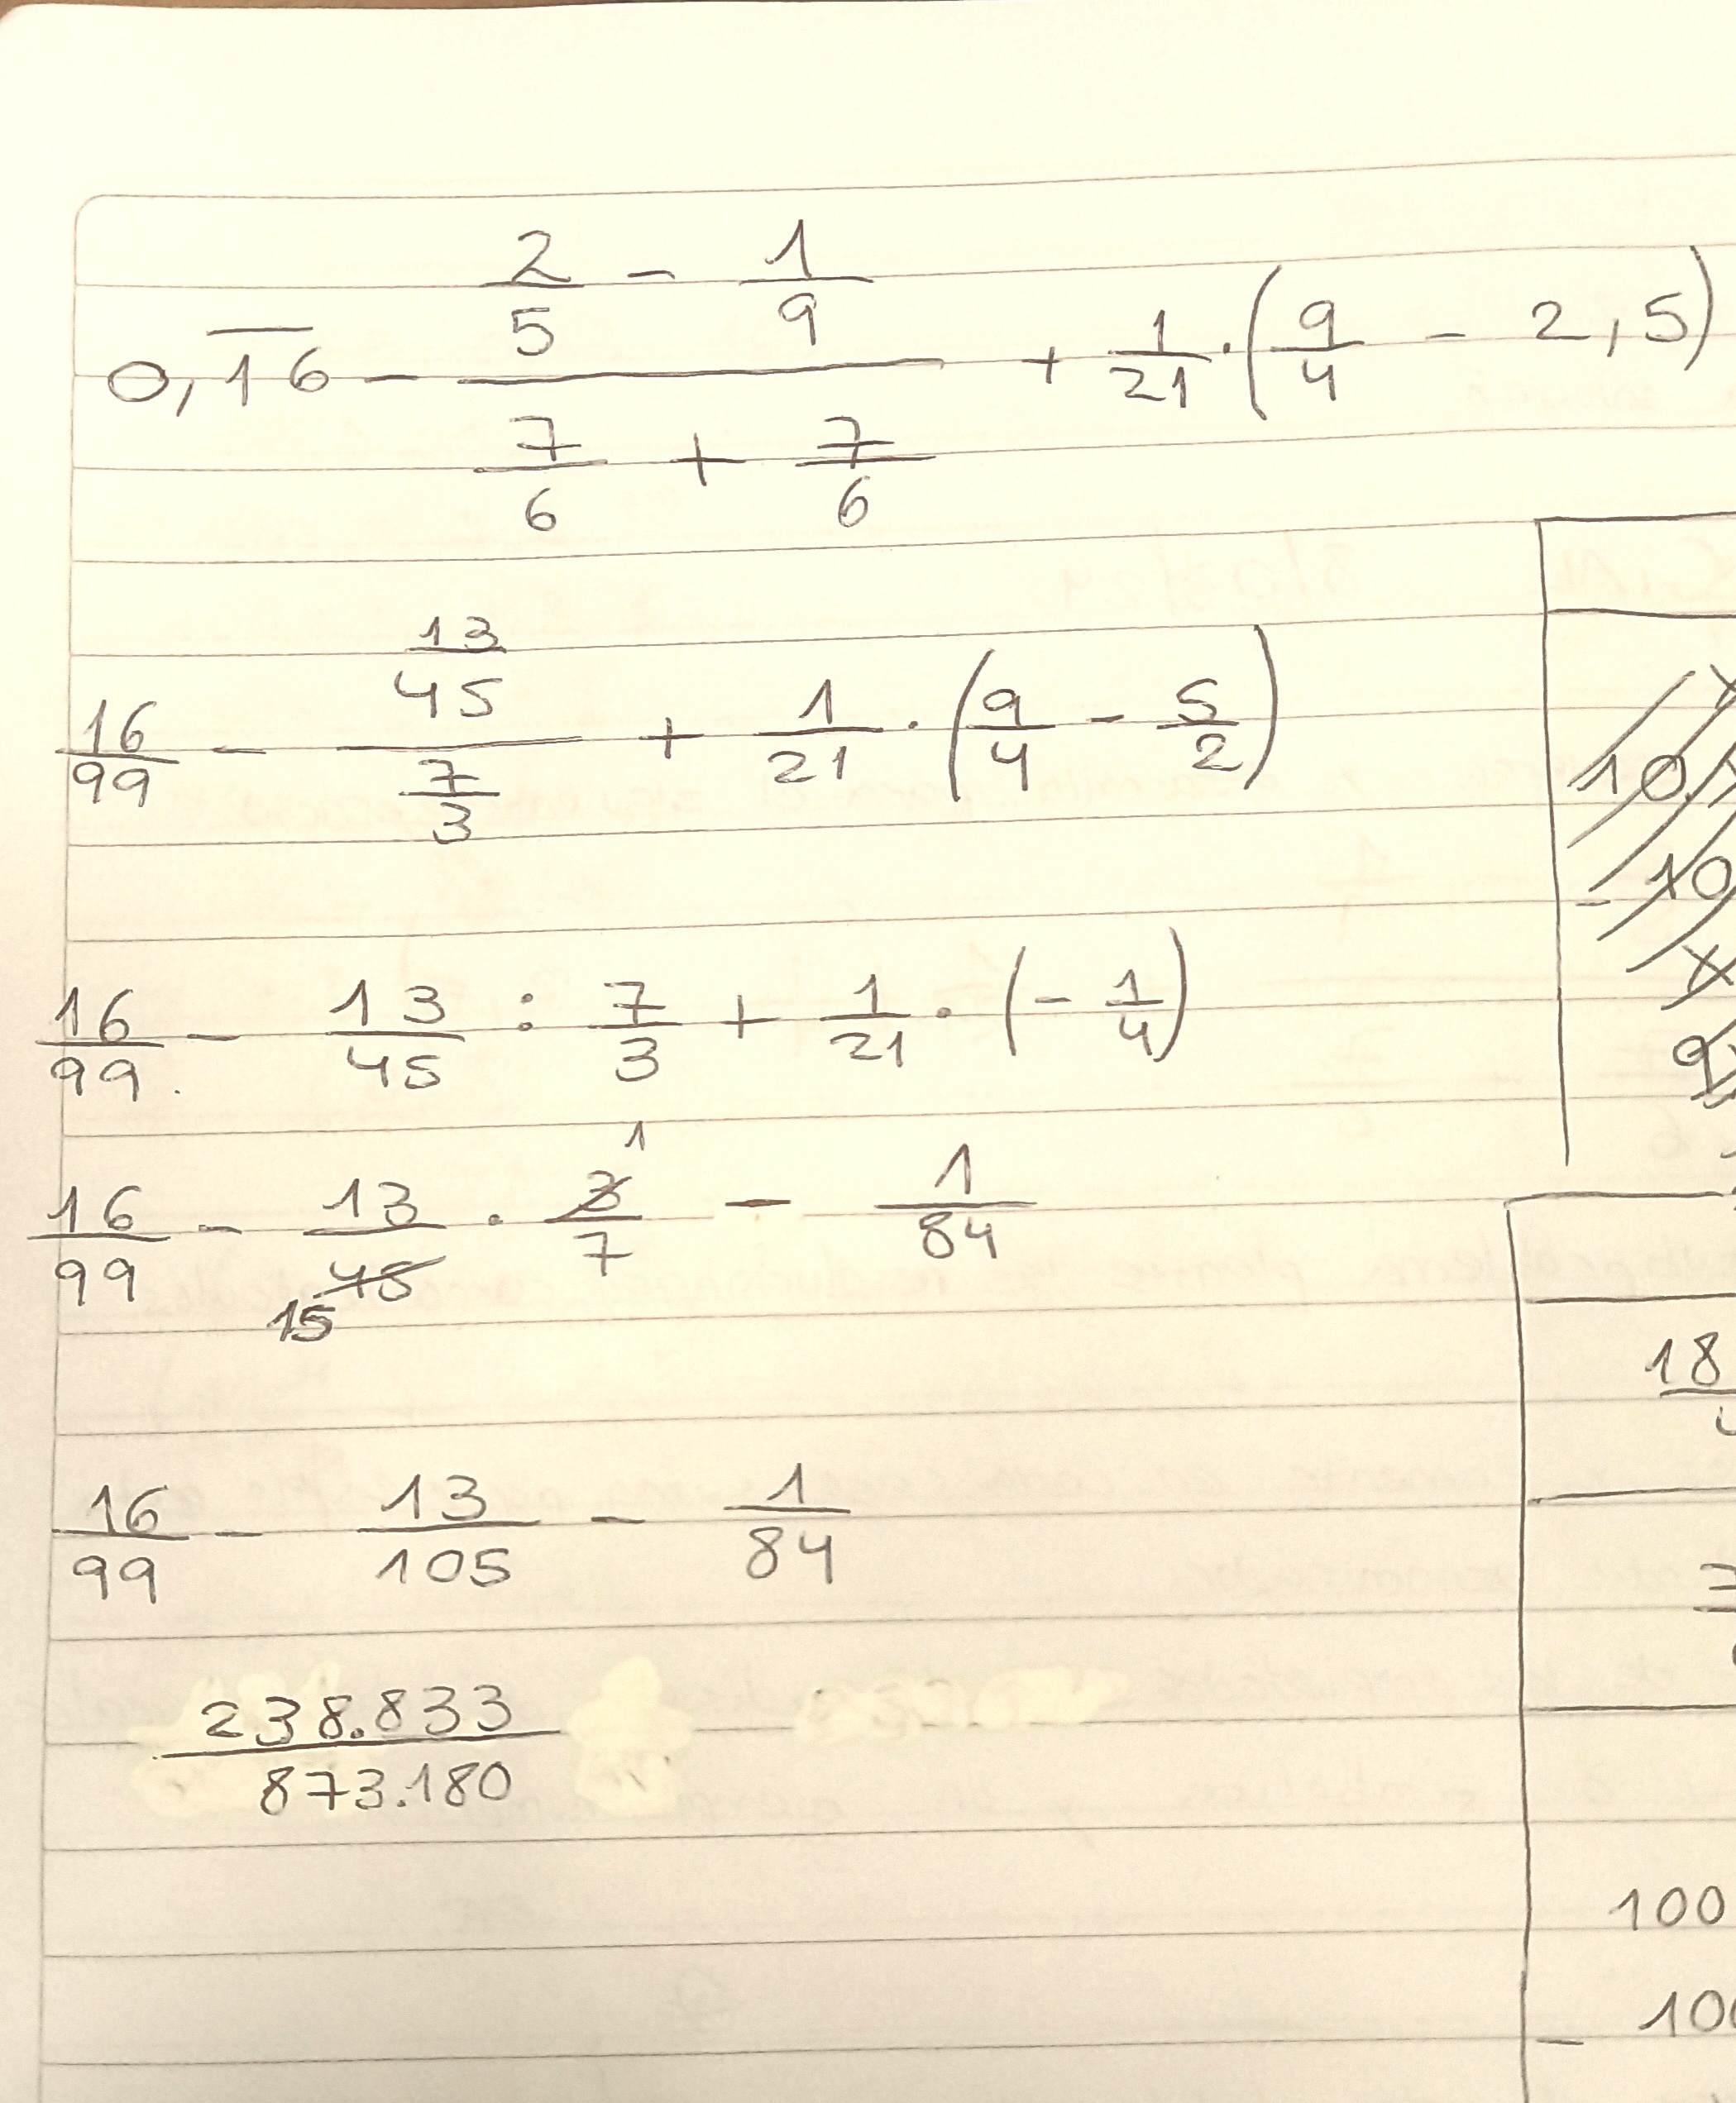 0,\overline{16} - \frac{\frac{2}{5} - \frac{1}{9}}{\frac{7}{6} + \frac{7}{6}} + \frac{1}{21} \cdot \left(\frac{9}{4} - 2,5\right)
\frac{16}{99} - \frac{\frac{13}{45}}{\frac{7}{3}} + \frac{1}{21} \cdot \left(\frac{9}{4} - \frac{5}{2}\right)
\frac{16}{99} - \frac{13}{45} : \frac{7}{3} + \frac{1}{21} \cdot \left(-\frac{1}{4}\right)
\frac{16}{99} - \frac{13}{\cancel{45}_{15}} \cdot \frac{\cancel{3}^{1}}{7} - \frac{1}{84}
\frac{16}{99} - \frac{13}{105} - \frac{1}{84}
\frac{238.833}{873.180}
10
- 10
18
100
- 100